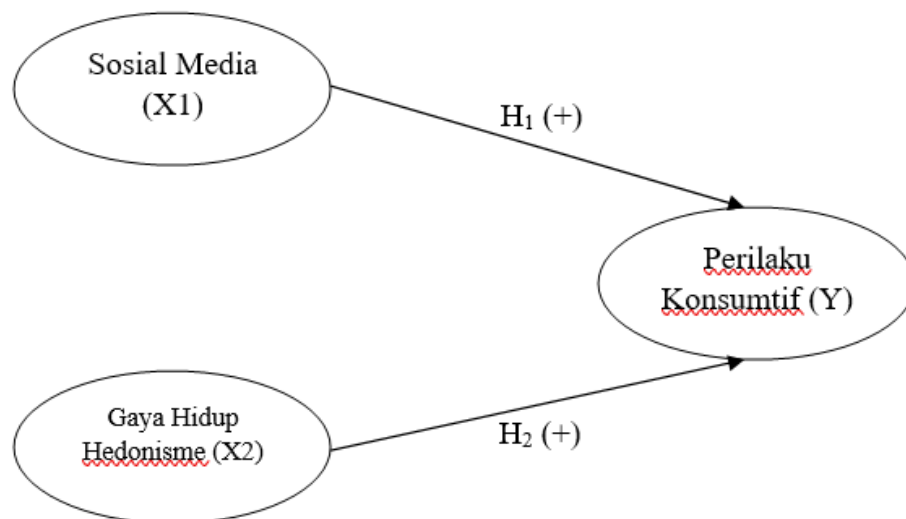 Sosial Media
(X1)
H₁ (+)
Perilaku
Konsumtif (Y)
Gaya Hidup
Hedonisme (X2)
H₂ (+)